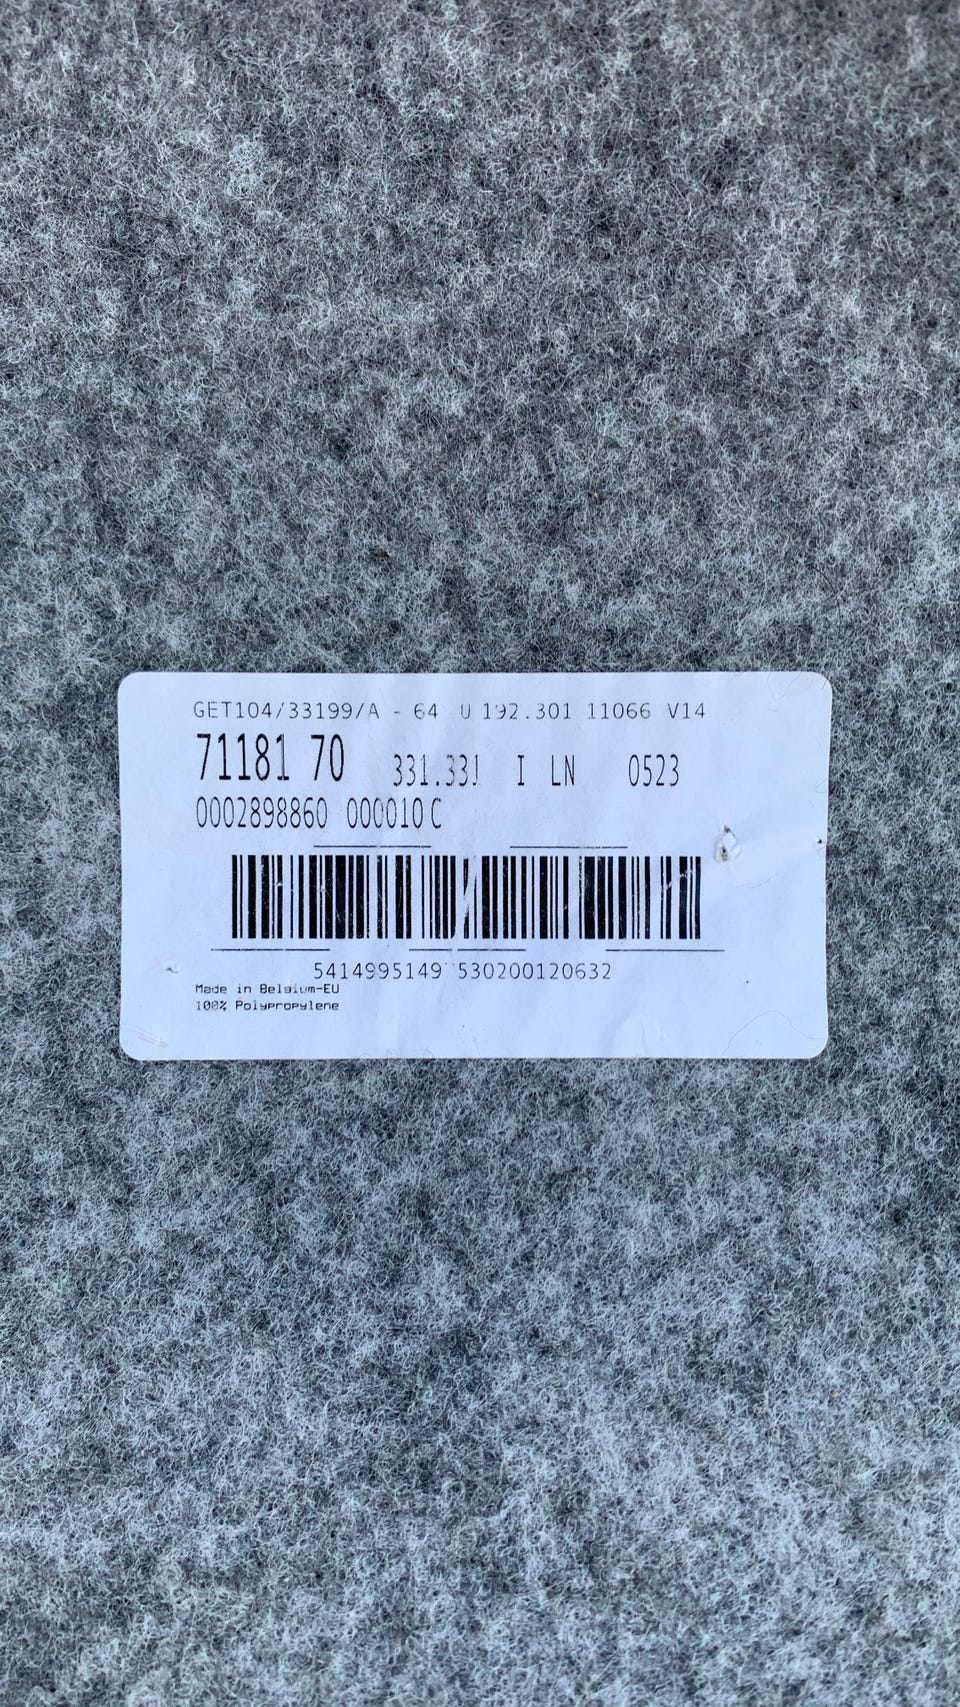 GET104/33199/A - 64 U 192.301 11066 V14
71181 70 331.331 I LN 0523
0002898860 000010C
5414995149 530200120632
Made in Belgium-EU
100% Polypropylene